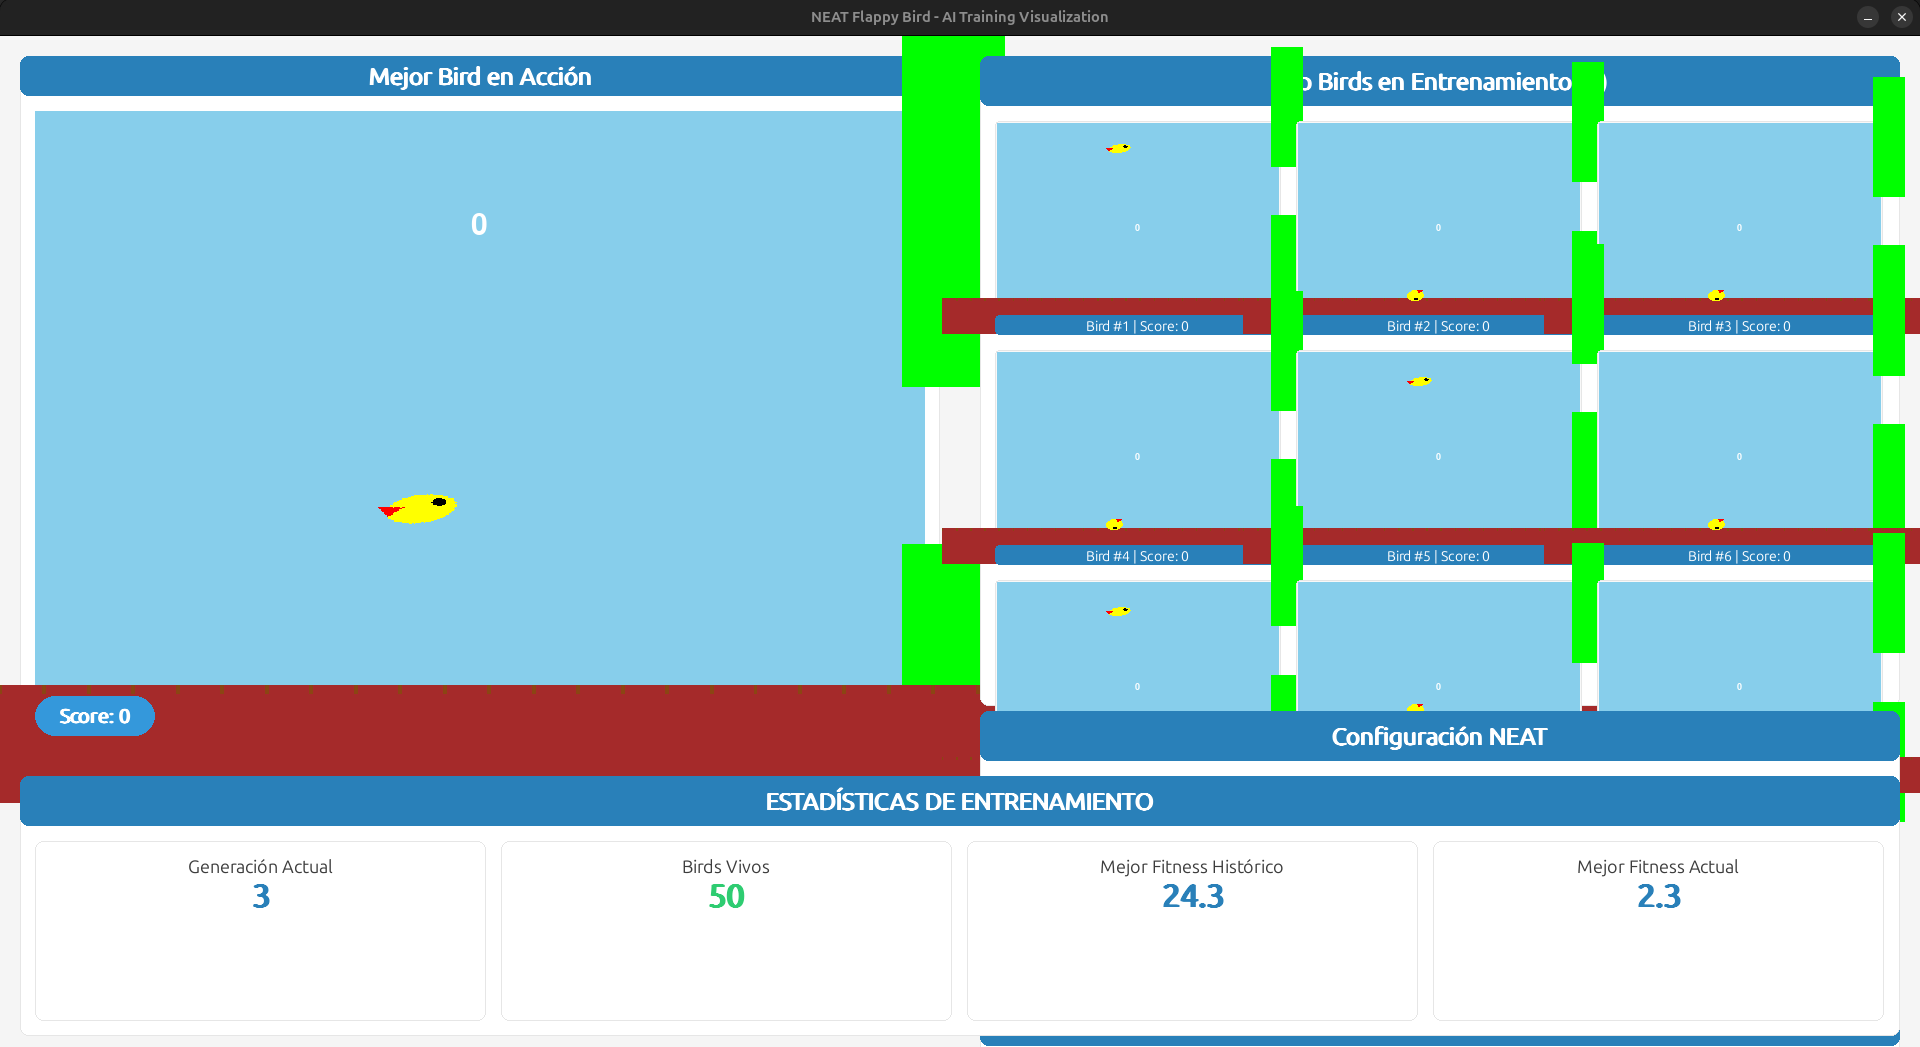 NEAT Flappy Bird - AI Training Visualization
Mejor Bird en Acción
0
Score: 0
Birds en Entrenamiento
0
0
0
Bird #1 | Score: 0
Bird #2 | Score: 0
Bird #3 | Score: 0
0
0
0
Bird #4 | Score: 0
Bird #5 | Score: 0
Bird #6 | Score: 0
0
0
0
Configuración NEAT
ESTADÍSTICAS DE ENTRENAMIENTO
Generación Actual
3
Birds Vivos
50
Mejor Fitness Histórico
24.3
Mejor Fitness Actual
2.3